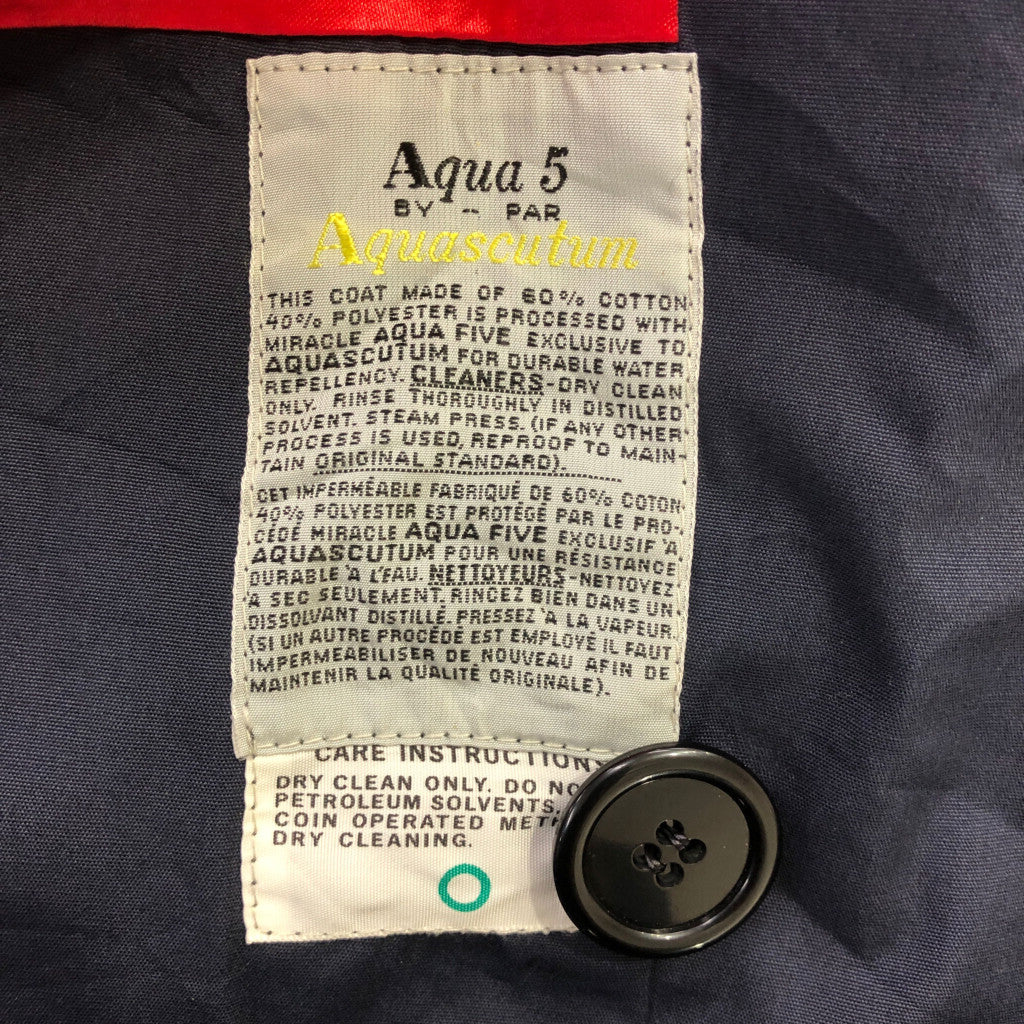 Aqua 5
BY -- PAR
Aquascutum
THIS COAT MADE OF 60% COTTON
40% POLYESTER IS PROCESSED WITH
MIRACLE AQUA FIVE EXCLUSIVE TO
AQUASCUTUM FOR DURABLE WATER
REPELLENCY. CLEANERS-DRY CLEAN
ONLY. RINSE THOROUGHLY IN DISTILLED
SOLVENT. STEAM PRESS. (IF ANY OTHER
PROCESS IS USED, REPROOF TO MAIN-
TAIN ORIGINAL STANDARD).
CET IMPERMÉABLE FABRIQUÉ DE 60% COTON
40% POLYESTER EST PROTÉGÉ PAR LE PRO-
CÉDÉ MIRACLE AQUA FIVE EXCLUSIF À
AQUASCUTUM POUR UNE RÉSISTANCE
DURABLE À L'EAU. NETTOYEURS-NETTOYEZ
À SEC SEULEMENT. RINCEZ BIEN DANS UN
DISSOLVANT DISTILLÉ. PRESSEZ À LA VAPEUR.
(SI UN AUTRE PROCÉDÉ EST EMPLOYÉ IL FAUT
IMPERMEABILISER DE NOUVEAU AFIN DE
MAINTENIR LA QUALITÉ ORIGINALE).
CARE INSTRUCTIONS
DRY CLEAN ONLY. DO
PETROLEUM SOLVENTS,
COIN OPERATED
DRY CLEANING.